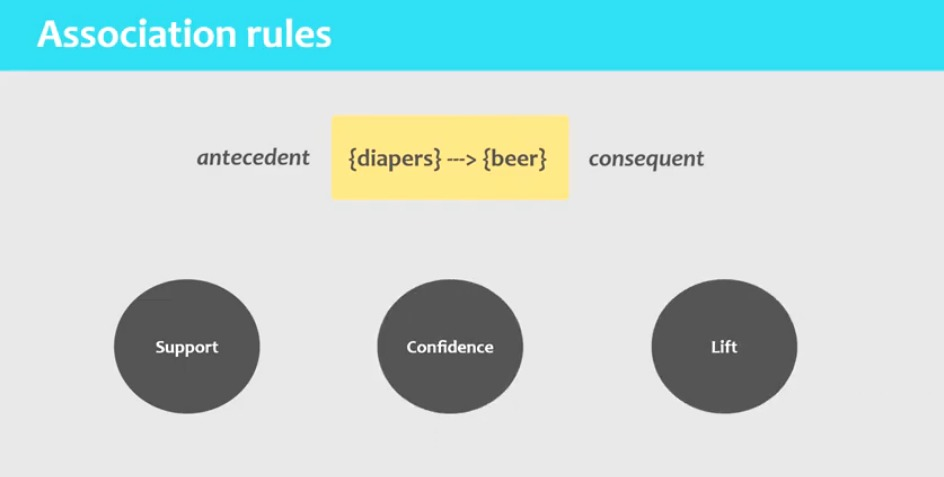 Association rules
antecedent {diapers} ---> {beer} consequent
Support Confidence Lift